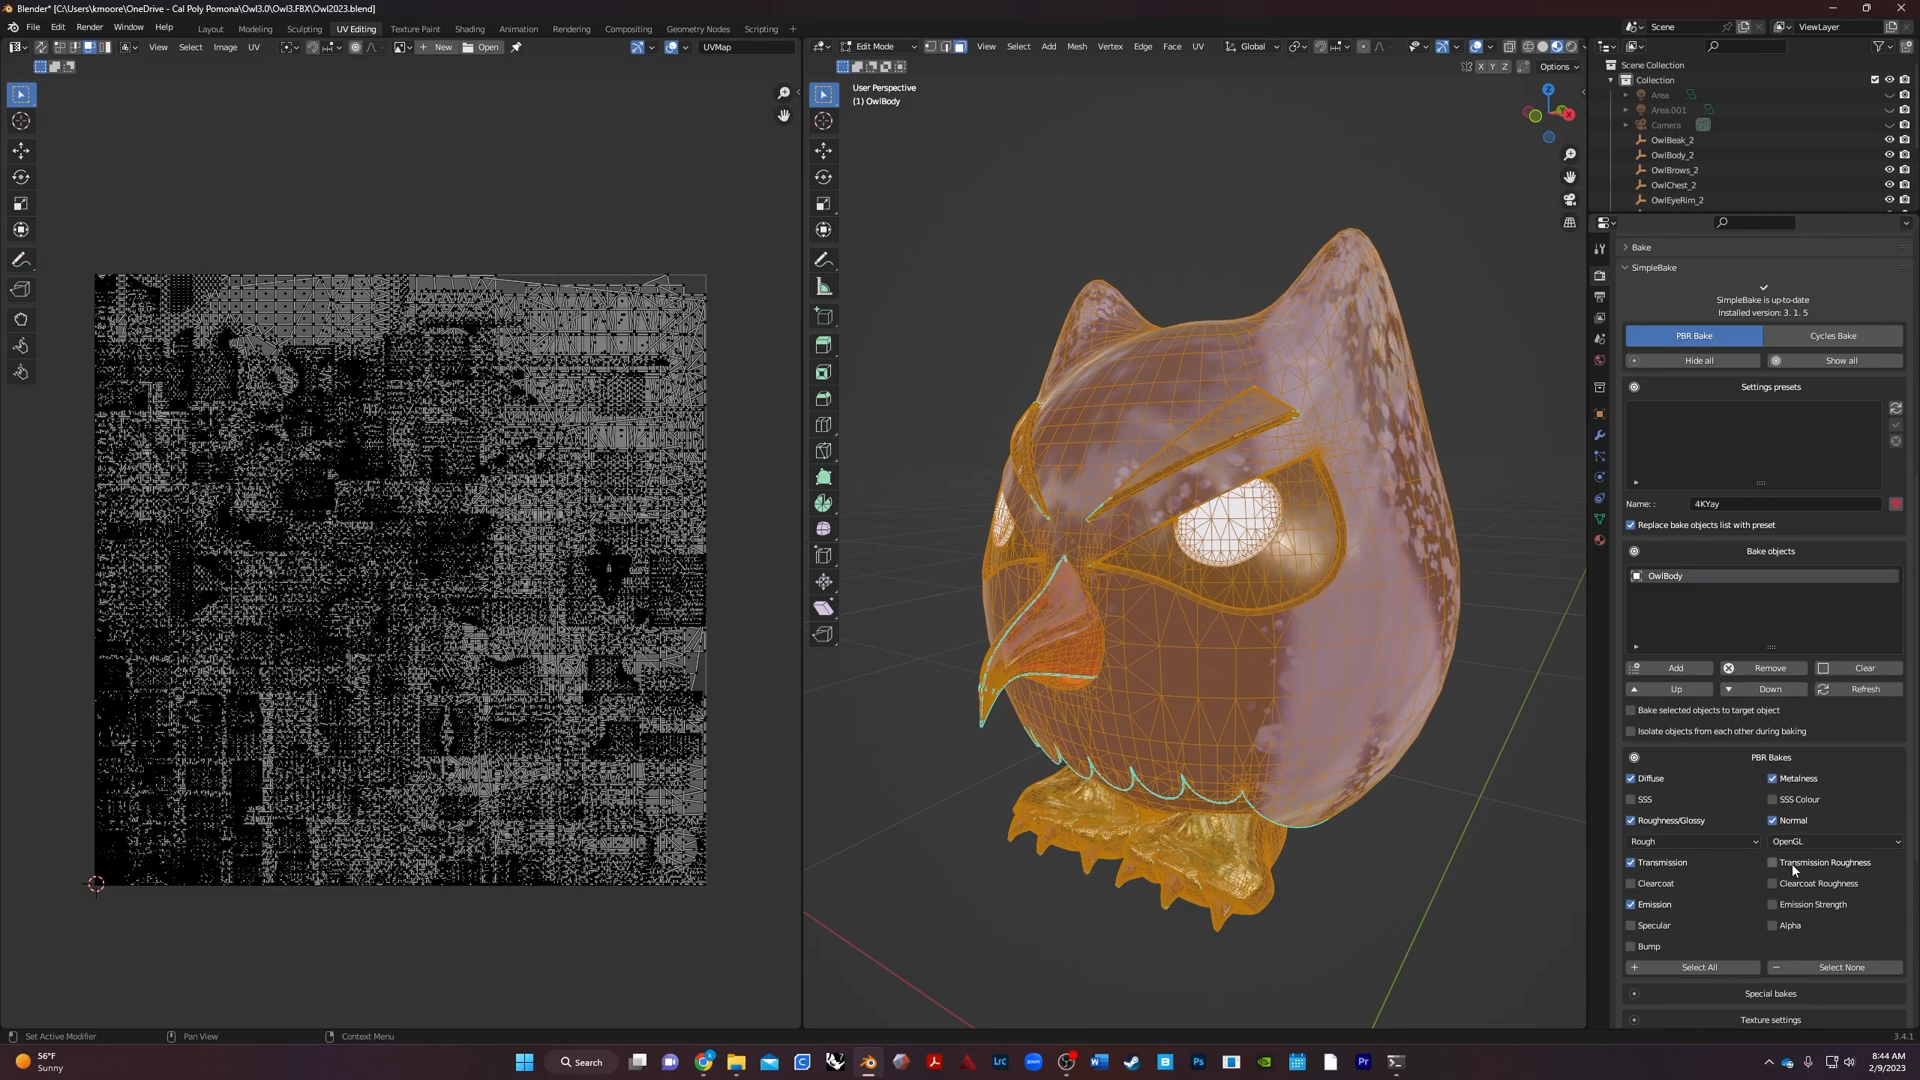 Blender* [C:\Users\kmoore\OneDrive - Cal Poly Pomona\Owl3.0\Owl3.FBX\Owl2023.blend]
File Edit Render Window Help Layout Modeling Sculpting UV Editing Texture Paint Shading Animation Rendering Compositing Geometry Nodes Scripting + Scene ViewLayer
View Select Image UV New Open UVMap Edit Mode View Select Add Mesh Vertex Edge Face UV Global
X Y Z Options
User Perspective
(1) OwlBody
Z
X
Scene Collection
Collection
Area
Area.001
Camera
OwlBeak_2
OwlBody_2
OwlBrows_2
OwlChest_2
OwlEyeRim_2
Bake
SimpleBake
SimpleBake is up-to-date
Installed version: 3. 1. 5
PBR Bake Cycles Bake
Hide all Show all
Settings presets
Name: : 4KYay
Replace bake objects list with preset
Bake objects
OwlBody
Add Remove Clear
Up Down Refresh
Bake selected objects to target object
Isolate objects from each other during baking
PBR Bakes
Diffuse Metalness
SSS SSS Colour
Roughness/Glossy Normal
Rough OpenGL
Transmission Transmission Roughness
Clearcoat Clearcoat Roughness
Emission Emission Strength
Specular Alpha
Bump
Select All Select None
Special bakes
Texture settings
Set Active Modifier Pan View Context Menu 3.4.1
56°F
Sunny
Search
Lrc
zoom
Ps
Pr
8:44 AM
2/9/2023